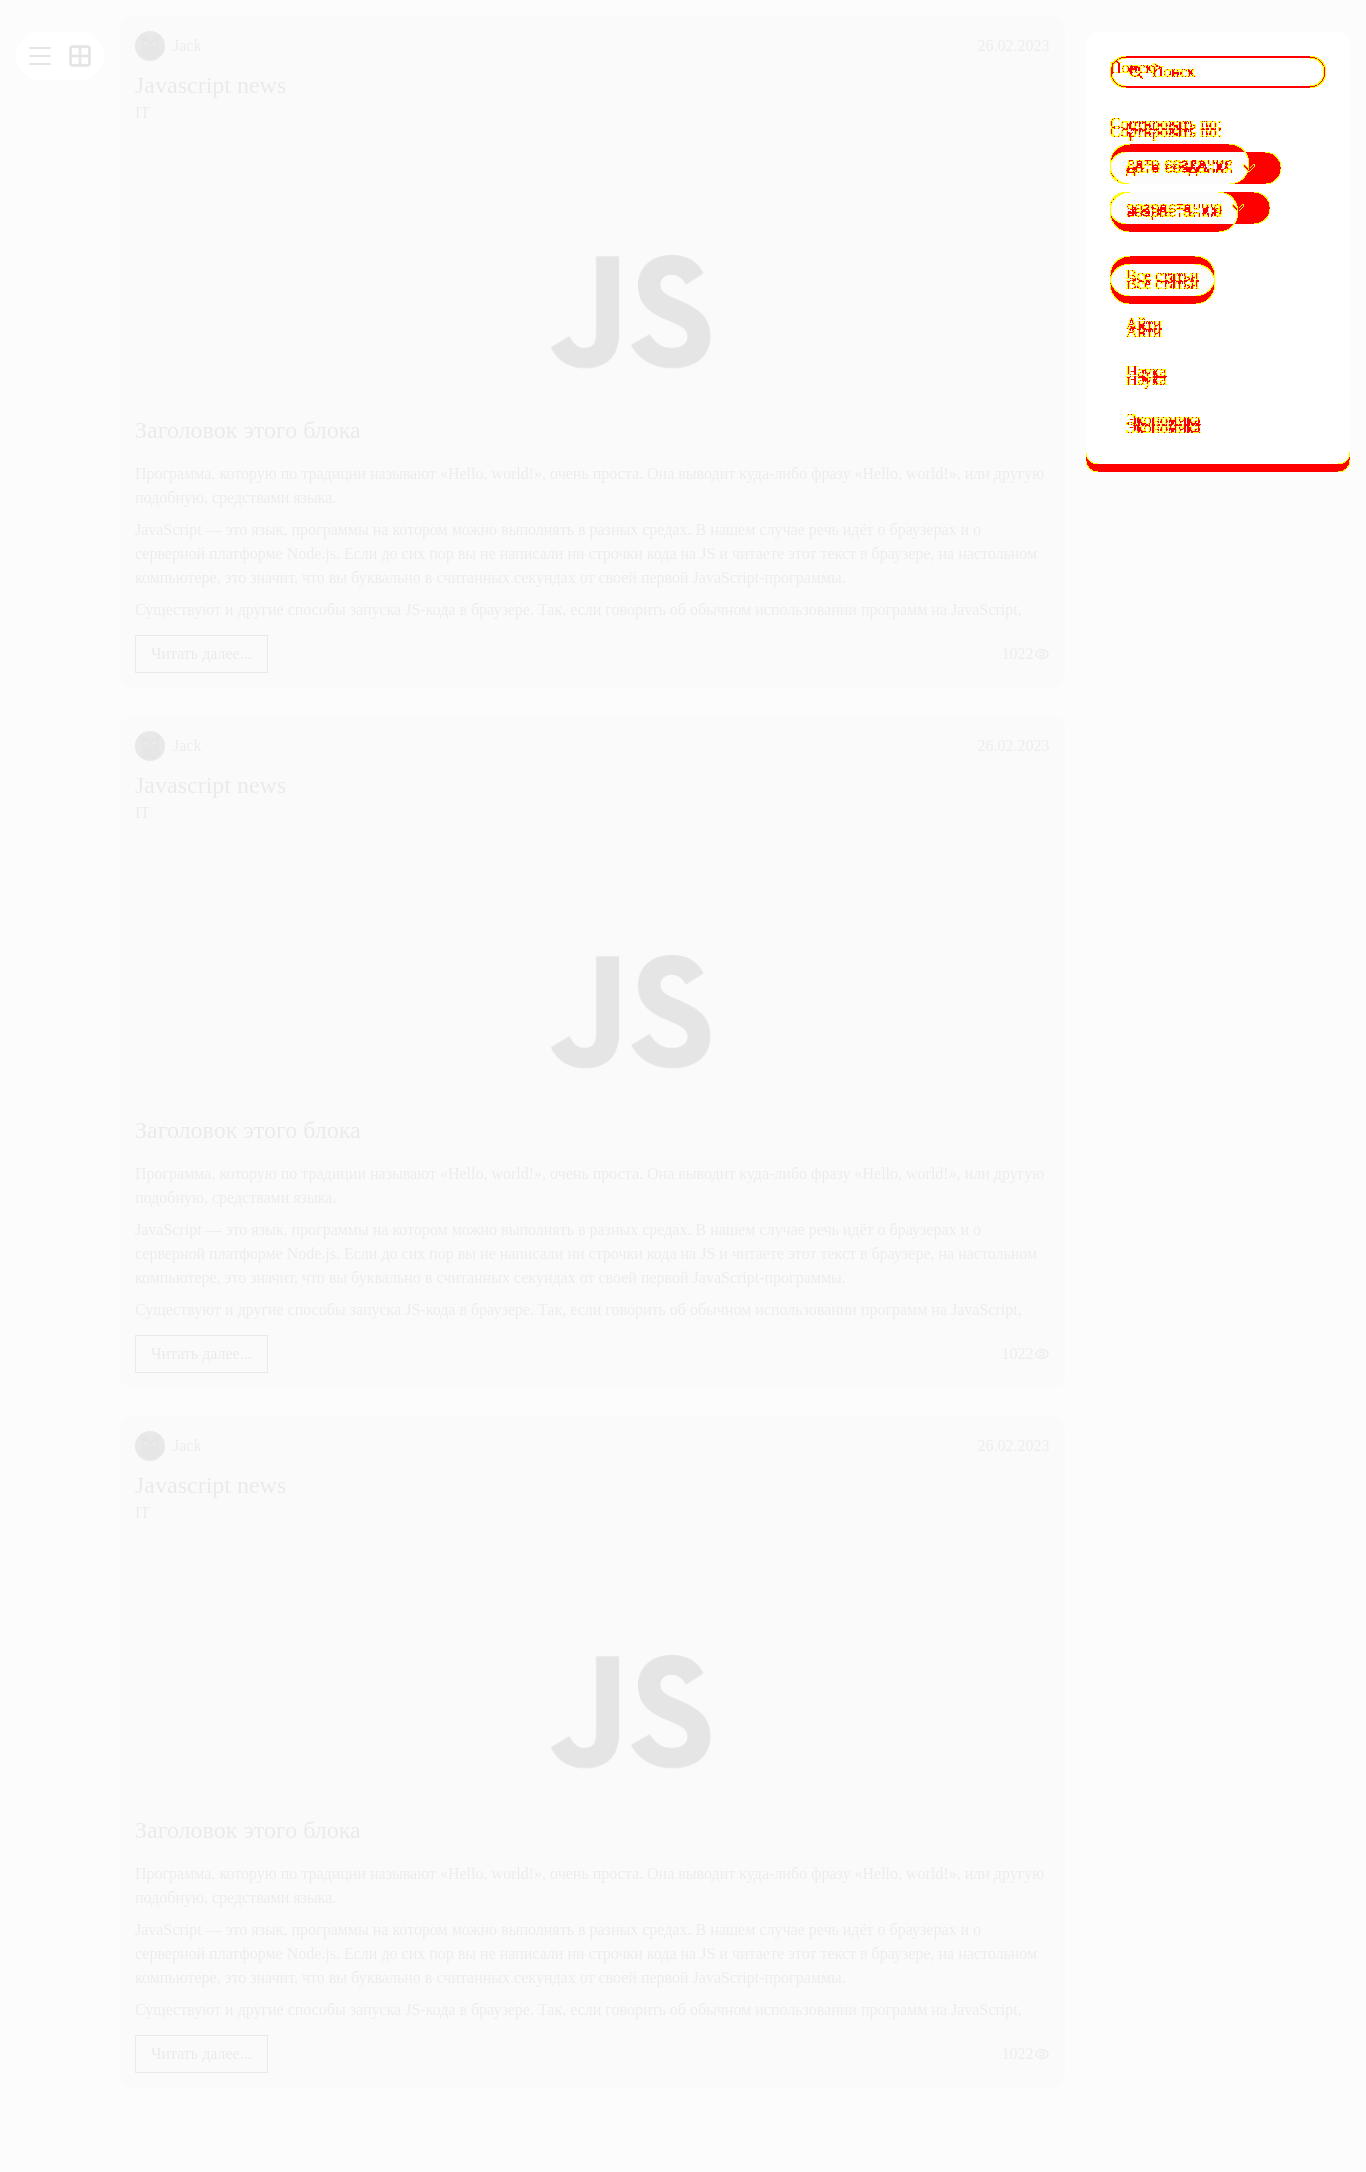 Jack
26.02.2023
Javascript news
IT
JS
Заголовок этого блока
Программа, которую по традиции называют «Hello, world!», очень проста. Она выводит куда-либо фразу «Hello, world!», или другую
подобную, средствами языка.
JavaScript — это язык, программы на котором можно выполнять в разных средах. В нашем случае речь идёт о браузерах и о
серверной платформе Node.js. Если до сих пор вы не написали ни строчки кода на JS и читаете этот текст в браузере, на настольном
компьютере, это значит, что вы буквально в считанных секундах от своей первой JavaScript-программы.
Существуют и другие способы запуска JS-кода в браузере. Так, если говорить об обычном использовании программ на JavaScript,
Читать далее...
1022
Jack
26.02.2023
Javascript news
IT
JS
Заголовок этого блока
Программа, которую по традиции называют «Hello, world!», очень проста. Она выводит куда-либо фразу «Hello, world!», или другую
подобную, средствами языка.
JavaScript — это язык, программы на котором можно выполнять в разных средах. В нашем случае речь идёт о браузерах и о
серверной платформе Node.js. Если до сих пор вы не написали ни строчки кода на JS и читаете этот текст в браузере, на настольном
компьютере, это значит, что вы буквально в считанных секундах от своей первой JavaScript-программы.
Существуют и другие способы запуска JS-кода в браузере. Так, если говорить об обычном использовании программ на JavaScript,
Читать далее...
1022
Jack
26.02.2023
Javascript news
IT
JS
Заголовок этого блока
Программа, которую по традиции называют «Hello, world!», очень проста. Она выводит куда-либо фразу «Hello, world!», или другую
подобную, средствами языка.
JavaScript — это язык, программы на котором можно выполнять в разных средах. В нашем случае речь идёт о браузерах и о
серверной платформе Node.js. Если до сих пор вы не написали ни строчки кода на JS и читаете этот текст в браузере, на настольном
компьютере, это значит, что вы буквально в считанных секундах от своей первой JavaScript-программы.
Существуют и другие способы запуска JS-кода в браузере. Так, если говорить об обычном использовании программ на JavaScript,
Читать далее...
1022
Поиск
Сортировать по:
дате создания
возрастанию
Все статьи
Айти
Наука
Экономика